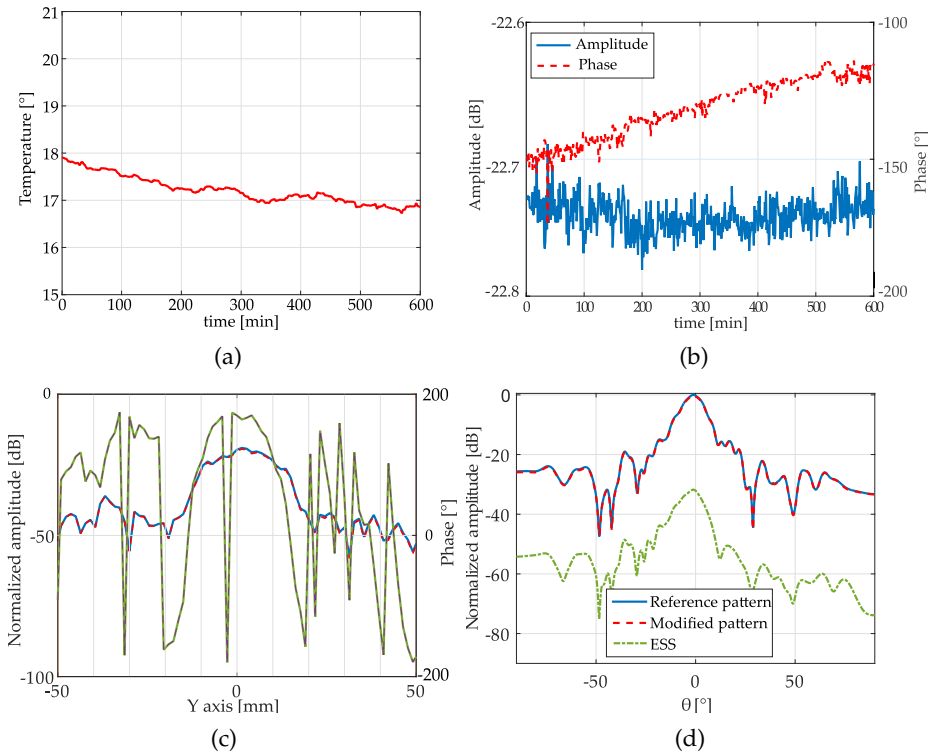 21
20
19
18
17
16
15
Temperature [°]
0 100 200 300 400 500 600
time [min]
(a)
-22.6
-22.7
-22.8
Amplitude [dB]
Amplitude
Phase
-100
-150
-200
Phase [°]
0 100 200 300 400 500 600
time [min]
(b)
0
-50
-100
Normalized amplitude [dB]
200
0
-200
Phase [°]
-50 0 50
Y axis [mm]
(c)
0
-20
-40
-60
-80
Normalized amplitude [dB]
Reference pattern
Modified pattern
ESS
-50 0 50
θ [°]
(d)